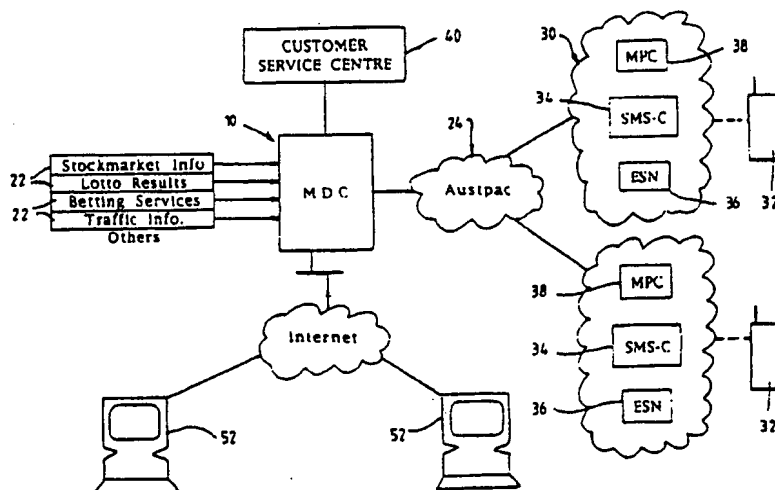 CUSTOMER
SERVICE CENTRE
40
30
MPC
38
10
34
SMS-C
24
22
Stockmarket Info
Lotto Results
22
Betting Services
Traffic Info.
Others
M D C
Austpac
ESN
36
32
38
MPC
Internet
34
SMS-C
52
52
36
ESN
32